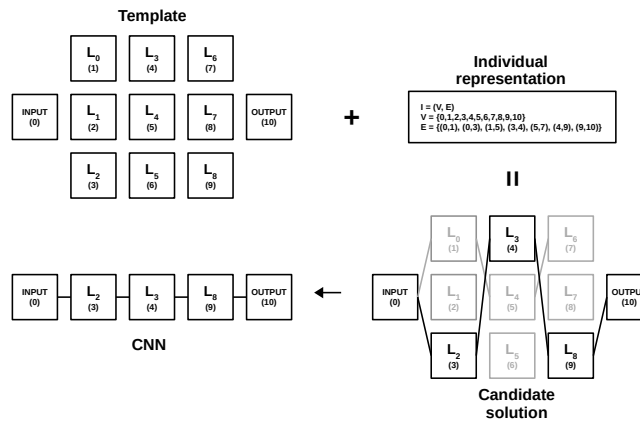 Template
L0
(1)
L3
(4)
L6
(7)
INPUT
(0)
L1
(2)
L4
(5)
L7
(8)
OUTPUT
(10)
L2
(3)
L5
(6)
L8
(9)
+
Individual
representation
I = (V, E)
V = {0,1,2,3,4,5,6,7,8,9,10}
E = {(0,1), (0,3), (1,5), (3,4), (5,7), (4,9), (9,10)}
=
INPUT
(0)
L2
(3)
L3
(4)
L8
(9)
OUTPUT
(10)
CNN
L0
(1)
L3
(4)
L6
(7)
INPUT
(0)
L1
(2)
L4
(5)
L7
(8)
OUTPUT
(10)
L2
(3)
L5
(6)
L8
(9)
Candidate
solution